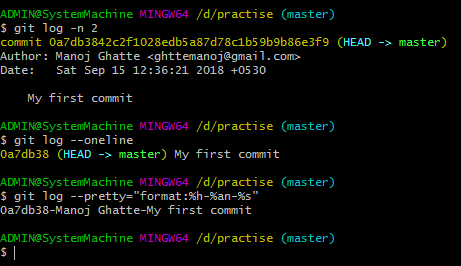 ADMIN@SystemMachine MINGW64 /d/practise (master)
$ git log -n 2
commit 0a7db3842c2f1028edb5a87d78c1b59b9b86e3f9 (HEAD -> master)
Author: Manoj Ghatte <ghttemanoj@gmail.com>
Date:   Sat Sep 15 12:36:21 2018 +0530
    My first commit
ADMIN@SystemMachine MINGW64 /d/practise (master)
$ git log --oneline
0a7db38 (HEAD -> master) My first commit
ADMIN@SystemMachine MINGW64 /d/practise (master)
$ git log --pretty="format:%h-%an-%s"
0a7db38-Manoj Ghatte-My first commit
ADMIN@SystemMachine MINGW64 /d/practise (master)
$